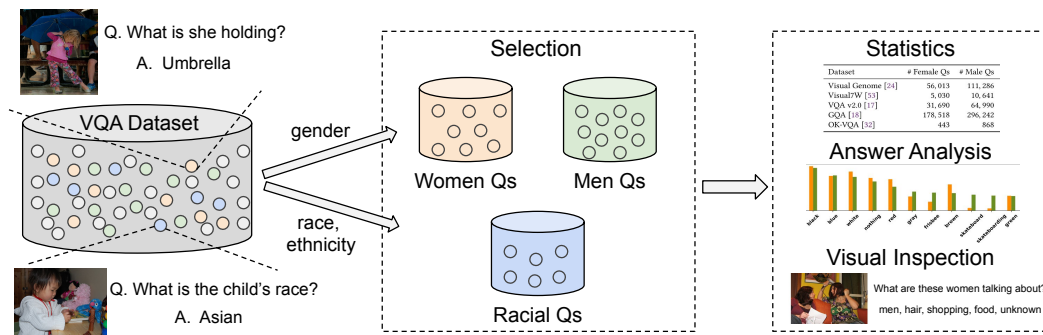 Q. What is she holding?
A. Umbrella
VQA Dataset
Q. What is the child's race?
A. Asian
gender
race,
ethnicity
Selection
Women Qs
Men Qs
Racial Qs
Statistics
Dataset # Female Qs # Male Qs
Visual Genome [24] 56,013 111,286
Visual7W [53] 5,030 10,641
VQA v2.0 [17] 31,690 64,990
GQA [18] 178,518 296,242
OK-VQA [32] 443 868
Answer Analysis
black
blue
white
nothing
red
gray
frisbee
brown
skateboard
skateboarding
green
Visual Inspection
What are these women talking about?
men, hair, shopping, food, unknown